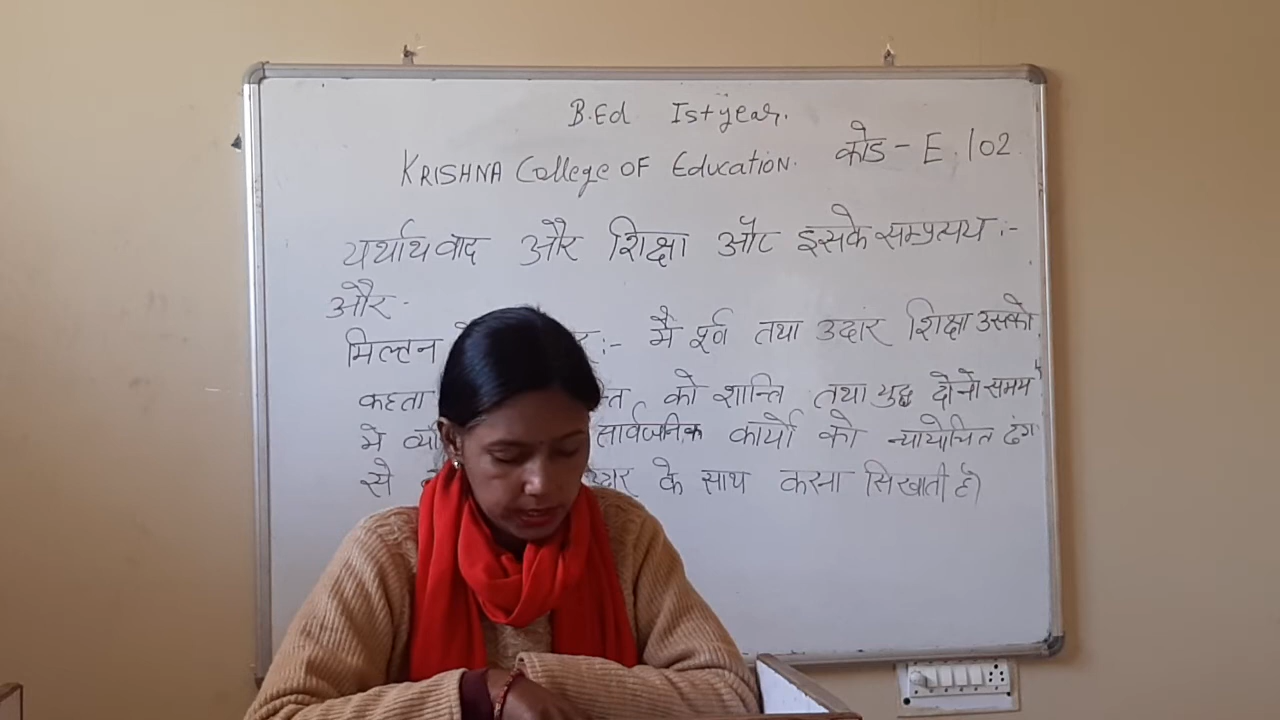 B.Ed Ist year.
KRISHNA College OF Education. कोड - E.102
यर्थाथवाद और शिक्षा और इसके सम्प्रत्यय :-
और -
मिल्टन :- मै पूर्व तथा उदार शिक्षा उसको
कहता को शान्ति तथा युद्ध दोनो समय
मे सार्वजनिक कार्यो को न्यायोचित ढंग
से के साथ करना सिखाती है)